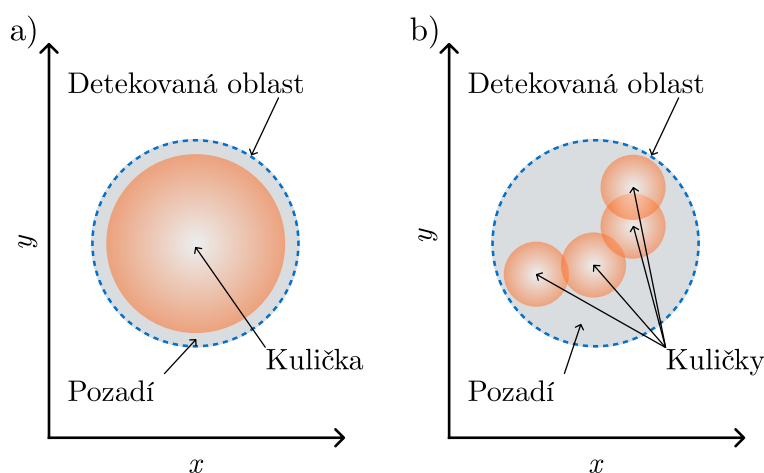 a)
Detekovaná oblast
y
Kulička
Pozadí
x
b)
Detekovaná oblast
y
Kuličky
Pozadí
x